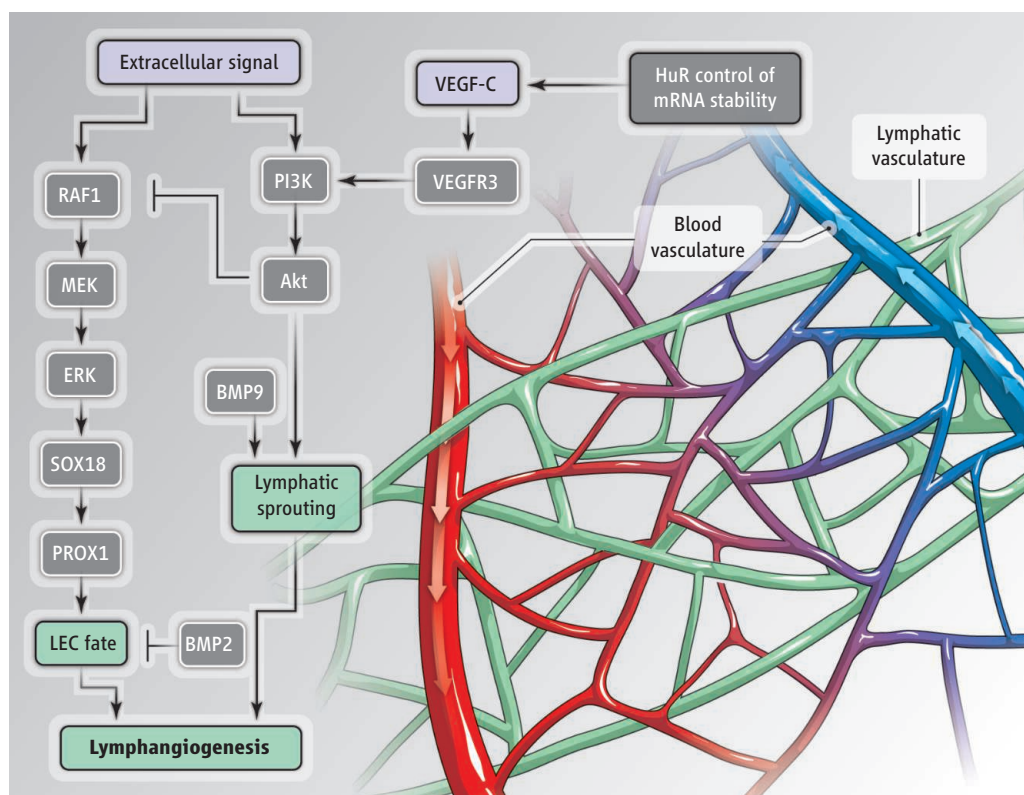 Extracellular signal
VEGF-C
HuR control of
mRNA stability
Lymphatic
vasculature
RAF1
PI3K
VEGFR3
Blood
vasculature
MEK
Akt
ERK
BMP9
SOX18
Lymphatic
sprouting
PROX1
LEC fate
BMP2
Lymphangiogenesis